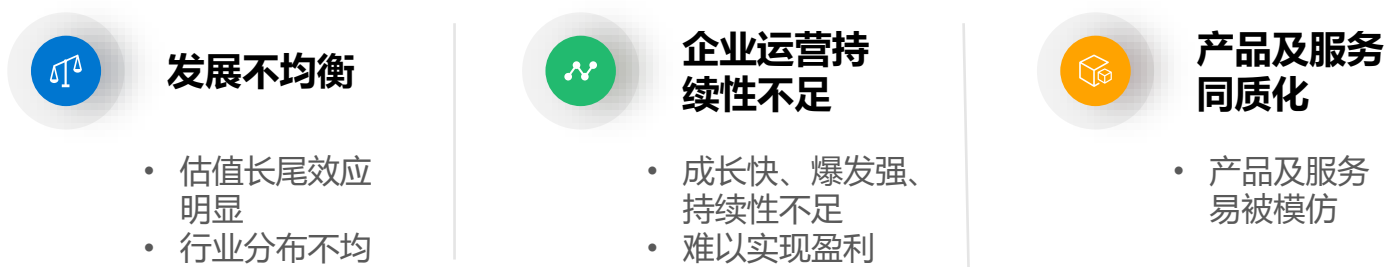 发展不均衡
• 估值长尾效应
明显
• 行业分布不均
企业运营持
续性不足
• 成长快、爆发强、
持续性不足
• 难以实现盈利
产品及服务
同质化
• 产品及服务
易被模仿